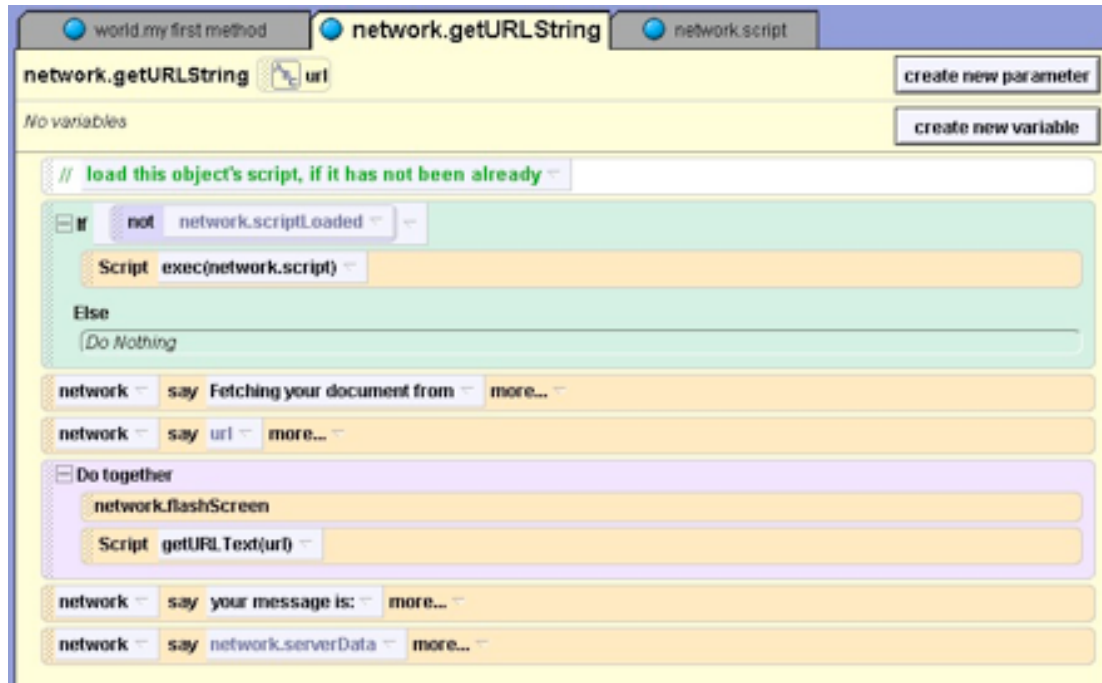 world.my first method network.getURLString network.script
network.getURLString url create new parameter
No variables create new variable
// load this object's script, if it has not been already
If not network.scriptLoaded
Script exec(network.script)
Else
(Do Nothing
network say Fetching your document from more...
network say url more...
Do together
network.flashScreen
Script getURLText(url)
network say your message is: more...
network say network.serverData more...